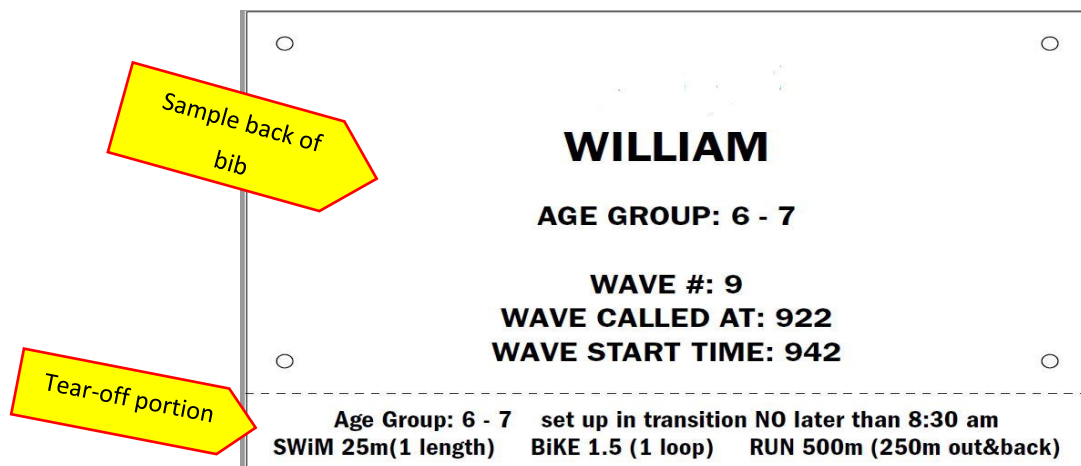 Sample back of
bib
WILLIAM
AGE GROUP: 6 - 7
WAVE #: 9
WAVE CALLED AT: 922
WAVE START TIME: 942
Tear-off portion
Age Group: 6 - 7 set up in transition NO later than 8:30 am
SWiM 25m(1 length) BiKE 1.5 (1 loop) RUN 500m (250m out&back)